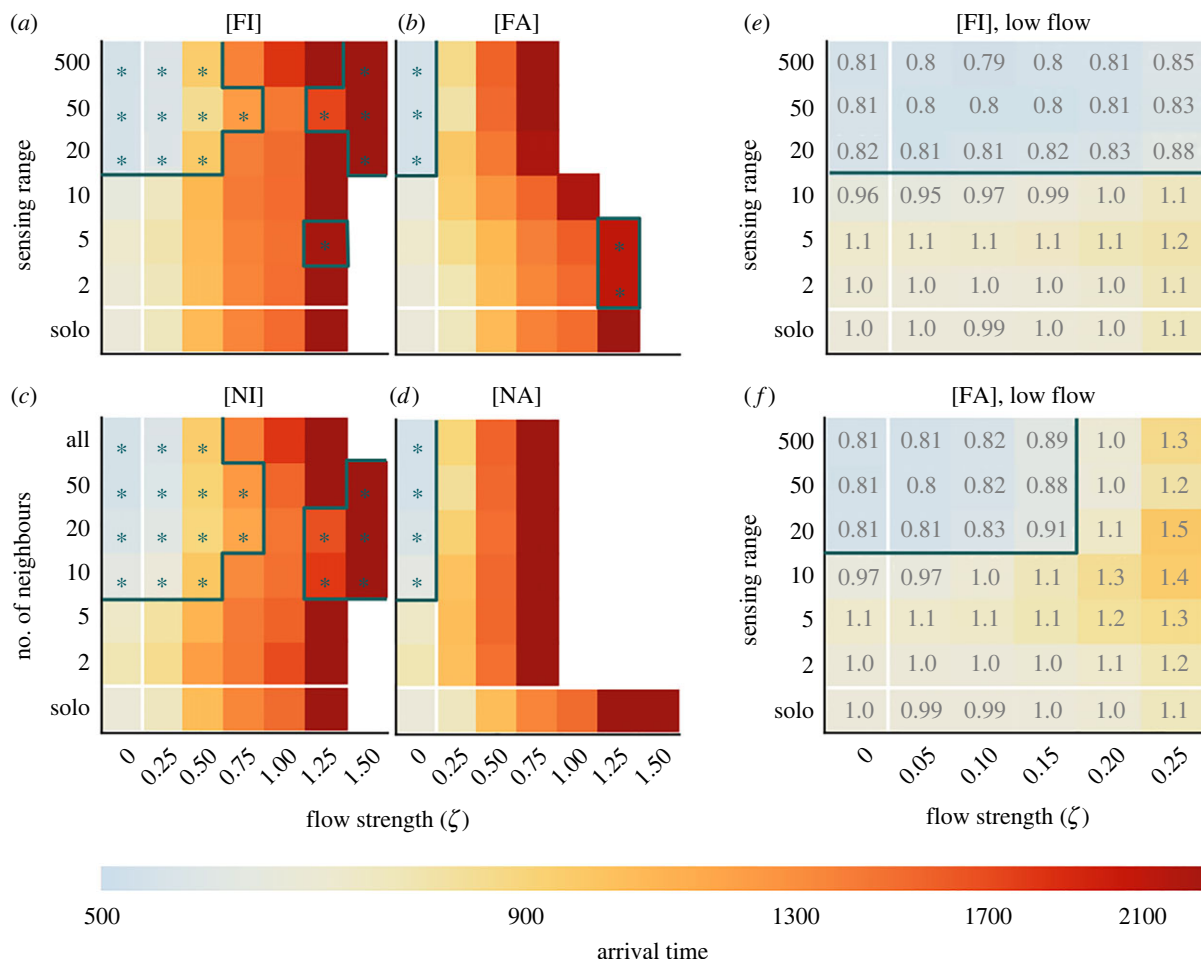 (a) [FI] (b) [FA] (e) [FI], low flow
sensing range
500 * * * *
50 * * * * * *
20 * * * *
10
5 *
2
solo
*
*
*
*
*
sensing range
500 0.81 0.8 0.79 0.8 0.81 0.85
50 0.81 0.8 0.8 0.8 0.81 0.83
20 0.82 0.81 0.81 0.82 0.83 0.88
10 0.96 0.95 0.97 0.99 1.0 1.1
5 1.1 1.1 1.1 1.1 1.1 1.2
2 1.0 1.0 1.0 1.0 1.0 1.1
solo 1.0 1.0 0.99 1.0 1.0 1.1
(c) [NI] (d) [NA] (f) [FA], low flow
no. of neighbours
all * * *
50 * * * * *
20 * * * * * *
10 * * * * *
5
2
solo
0 0.25 0.50 0.75 1.00 1.25 1.50
*
*
*
*
0 0.25 0.50 0.75 1.00 1.25 1.50
flow strength (ζ)
sensing range
500 0.81 0.81 0.82 0.89 1.0 1.3
50 0.81 0.8 0.82 0.88 1.0 1.2
20 0.81 0.81 0.83 0.91 1.1 1.5
10 0.97 0.97 1.0 1.1 1.3 1.4
5 1.1 1.1 1.1 1.1 1.2 1.3
2 1.0 1.0 1.0 1.0 1.1 1.2
solo 1.0 0.99 0.99 1.0 1.0 1.1
0 0.05 0.10 0.15 0.20 0.25
flow strength (ζ)
500 900 1300 1700 2100
arrival time